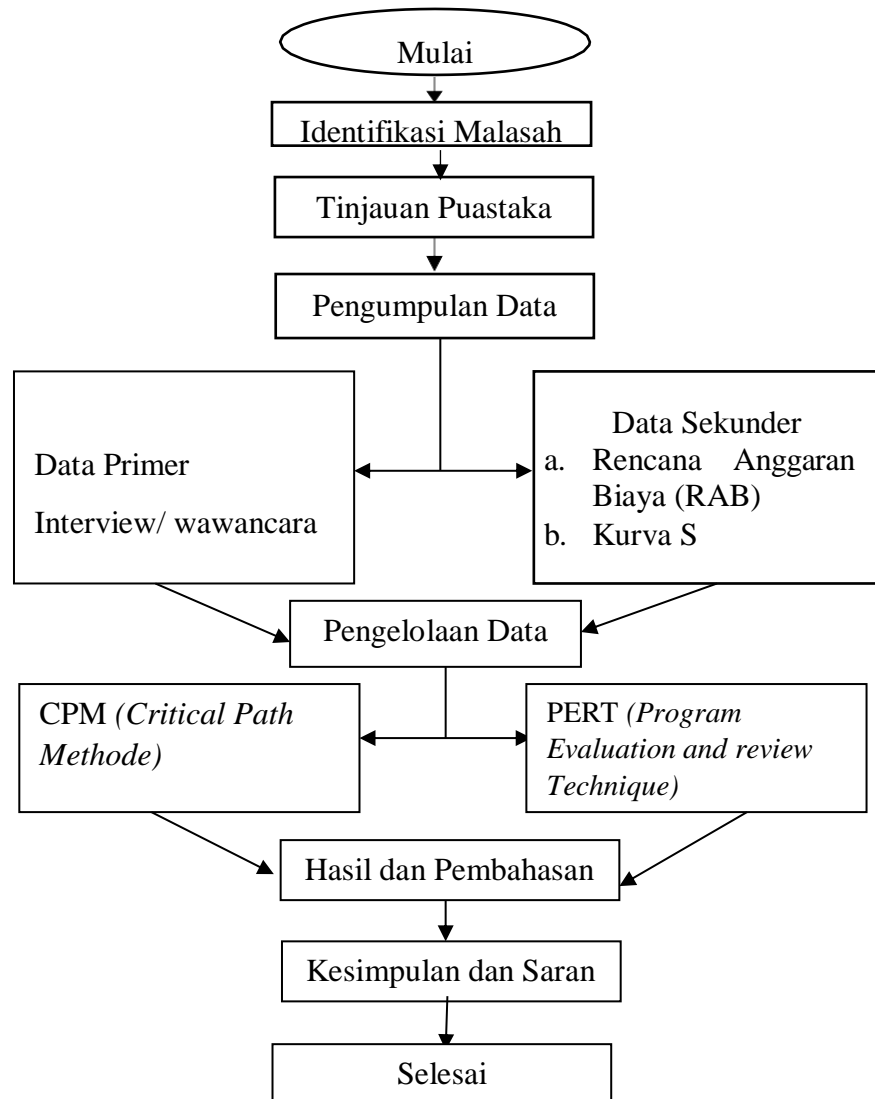 Mulai
Identifikasi Malasah
Tinjauan Puastaka
Pengumpulan Data
Data Primer
Interview/ wawancara
Data Sekunder
a. Rencana Anggaran
Biaya (RAB)
b. Kurva S
Pengelolaan Data
CPM (Critical Path
Methode)
PERT (Program
Evaluation and review
Technique)
Hasil dan Pembahasan
Kesimpulan dan Saran
Selesai